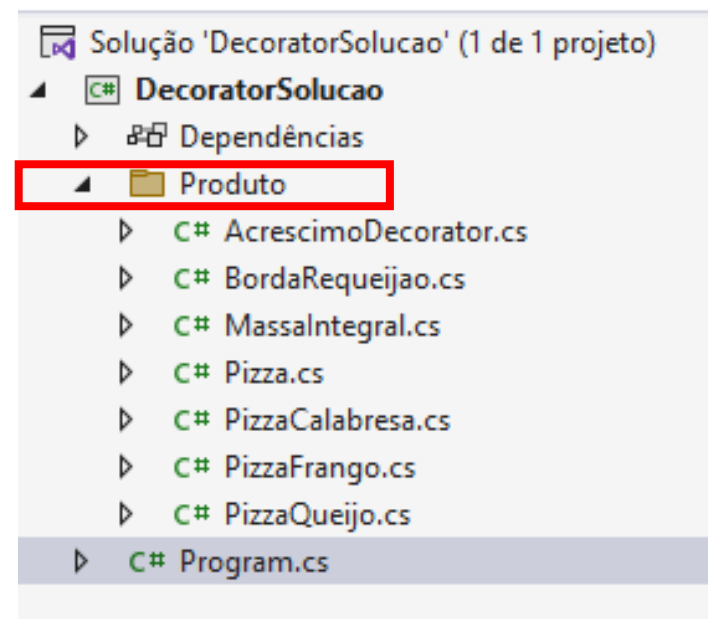 Solução 'DecoratorSolucao' (1 de 1 projeto)
C# DecoratorSolucao
Dependências
Produto
C# AcrescimoDecorator.cs
C# BordaRequeijao.cs
C# MassaIntegral.cs
C# Pizza.cs
C# PizzaCalabresa.cs
C# PizzaFrango.cs
C# PizzaQueijo.cs
C# Program.cs